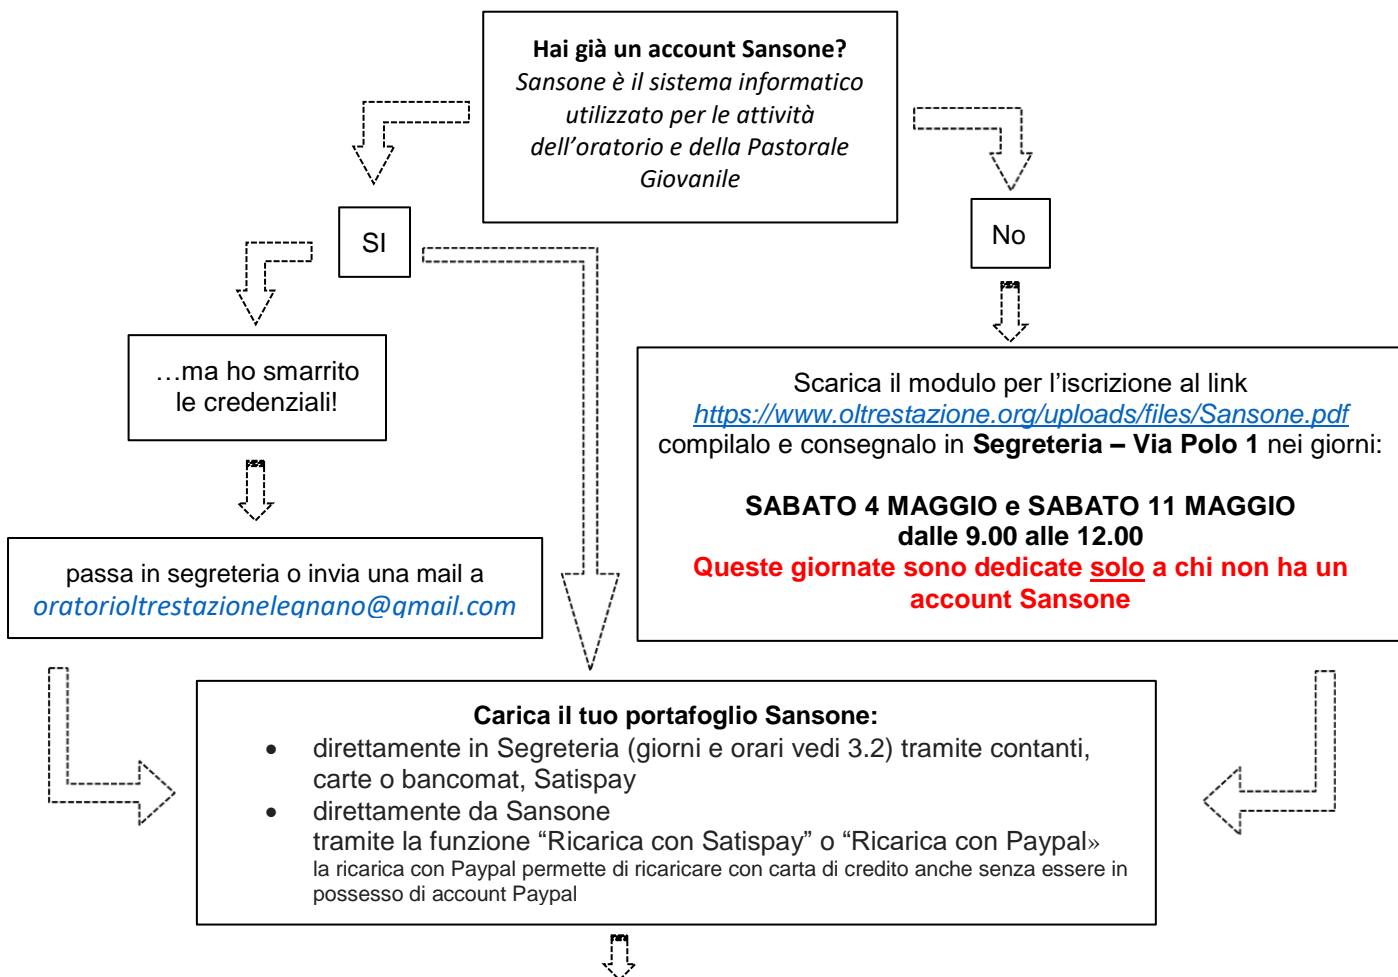 Hai già un account Sansone?
Sansone è il sistema informatico
utilizzato per le attività
dell’oratorio e della Pastorale
Giovanile
SI
No
…ma ho smarrito
le credenziali!
Scarica il modulo per l’iscrizione al link
https://www.oltrestazione.org/uploads/files/Sansone.pdf
compilalo e consegnalo in Segreteria – Via Polo 1 nei giorni:
SABATO 4 MAGGIO e SABATO 11 MAGGIO
dalle 9.00 alle 12.00
Queste giornate sono dedicate solo a chi non ha un
account Sansone
passa in segreteria o invia una mail a
oratorioltrestazionelegnano@gmail.com
Carica il tuo portafoglio Sansone:
• direttamente in Segreteria (giorni e orari vedi 3.2) tramite contanti,
carte o bancomat, Satispay
• direttamente da Sansone
tramite la funzione “Ricarica con Satispay” o “Ricarica con Paypal»
la ricarica con Paypal permette di ricaricare con carta di credito anche senza essere in
possesso di account Paypal